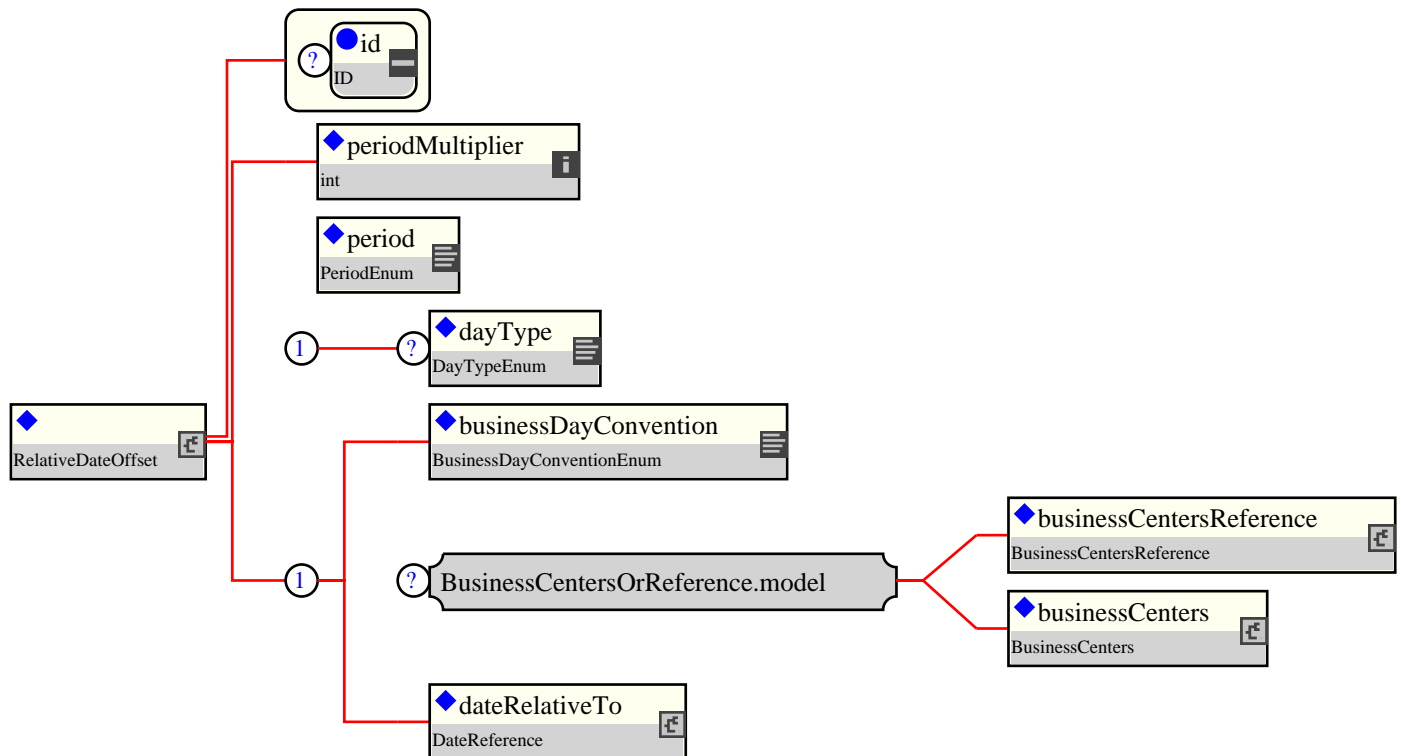 id
?
ID
periodMultiplier
int
period
PeriodEnum
1
?
dayType
DayTypeEnum
RelativeDateOffset
businessDayConvention
BusinessDayConventionEnum
businessCentersReference
BusinessCentersReference
1
?
BusinessCentersOrReference.model
businessCenters
BusinessCenters
dateRelativeTo
DateReference